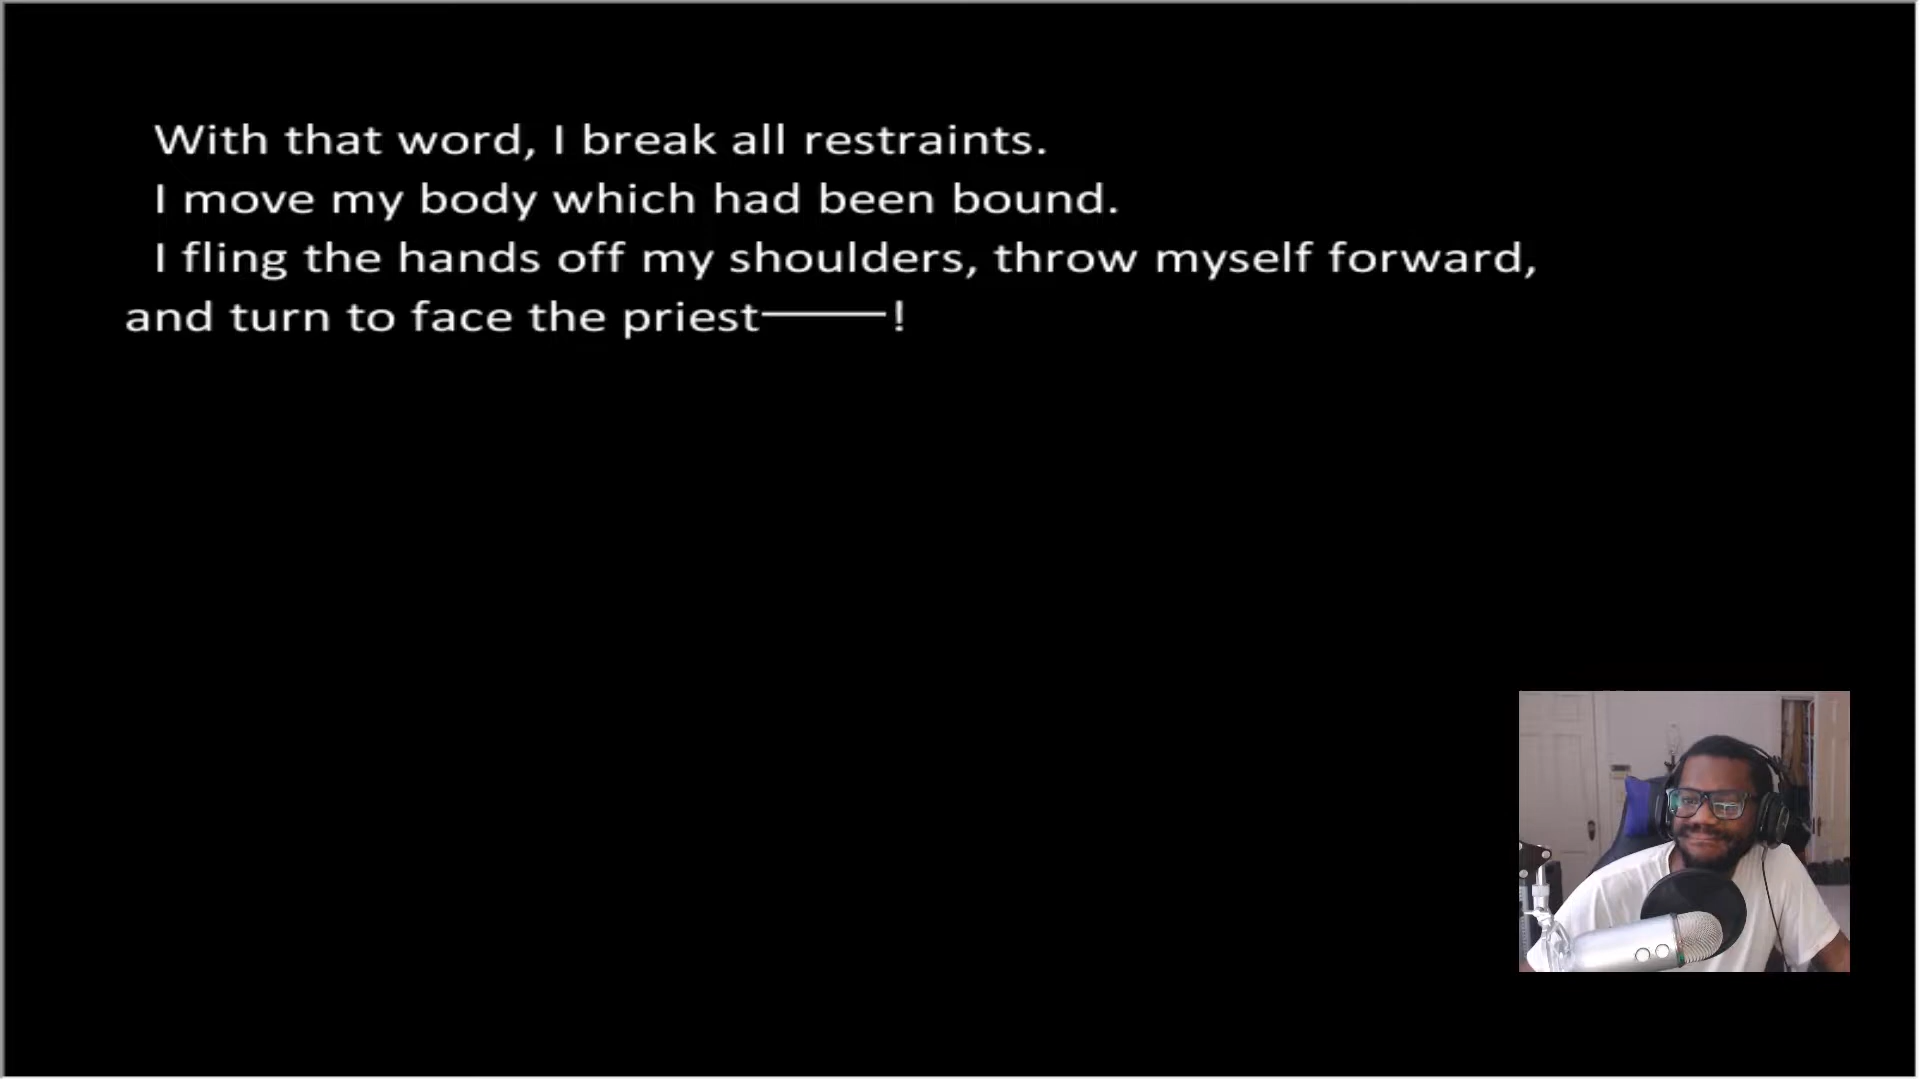 With that word, I break all restraints.
I move my body which had been bound.
I fling the hands off my shoulders, throw myself forward,
and turn to face the priest———!